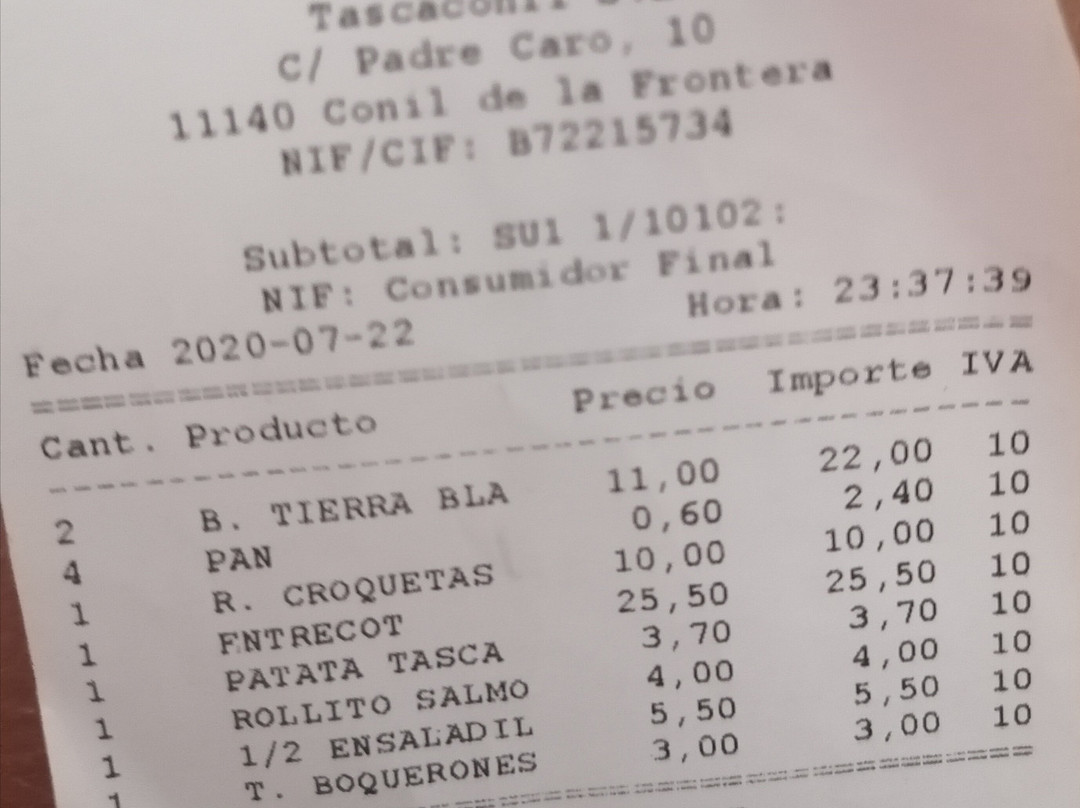 C/ Padre Caro, 10
11140 Conil de la Frontera
NIF/CIF: B72215734
Subtotal: SU1 1/10102:
NIF: Consumidor Final
Fecha 2020-07-22 Hora: 23:37:39
Cant. Producto Precio Importe IVA
2 B. TIERRA BLA 11,00 22,00 10
4 PAN 0,60 2,40 10
1 R. CROQUETAS 10,00 10,00 10
1 ENTRECOT 25,50 25,50 10
1 PATATA TASCA 3,70 3,70 10
1 ROLLITO SALMO 4,00 4,00 10
1 1/2 ENSALADIL 5,50 5,50 10
1 T. BOQUERONES 3,00 3,00 10